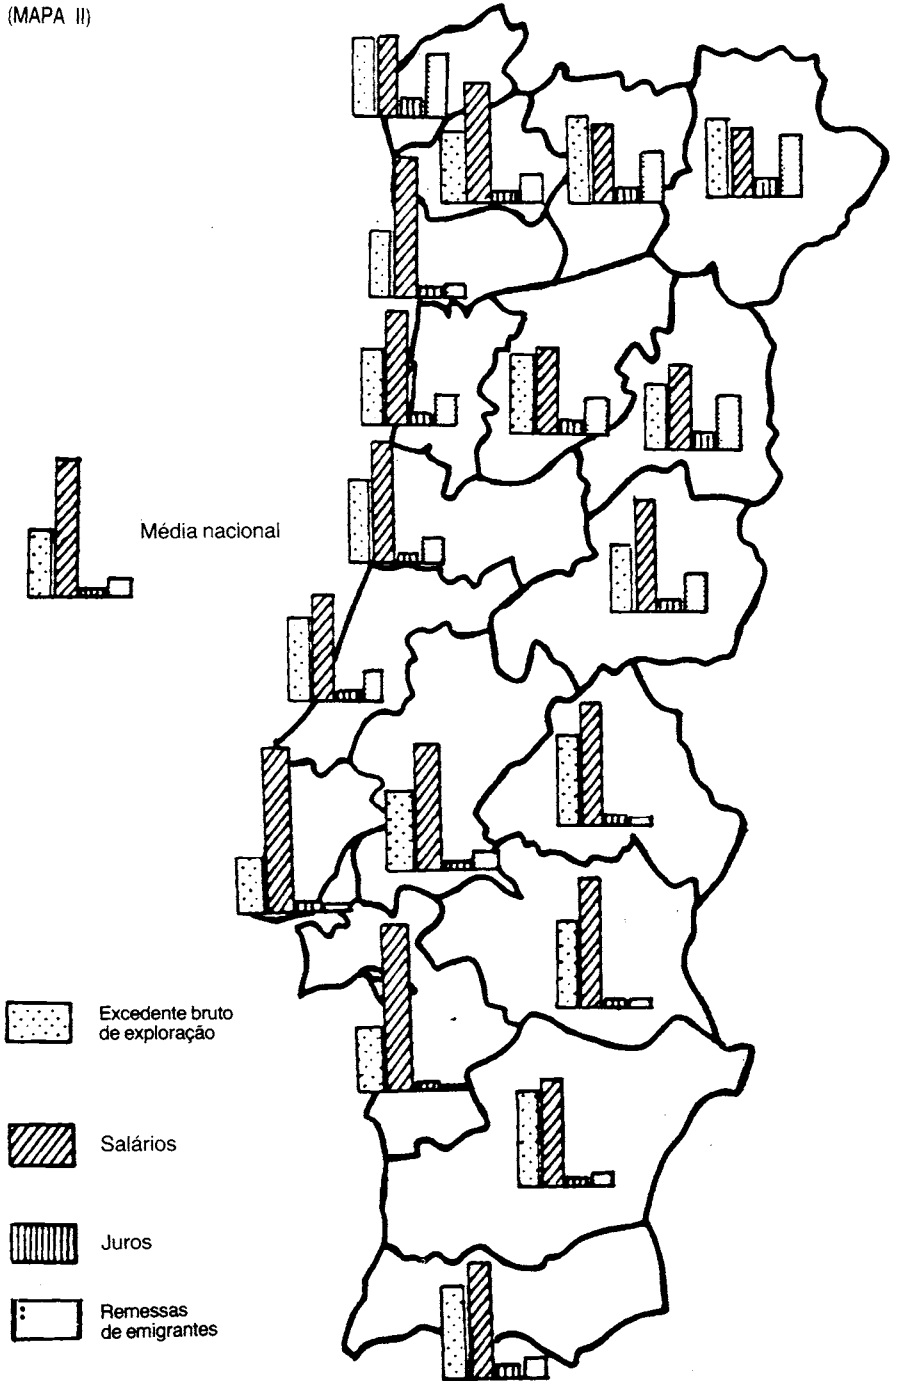 (MAPA II)
Média nacional
Excedente bruto
de exploração
Salários
Juros
Remessas
de emigrantes